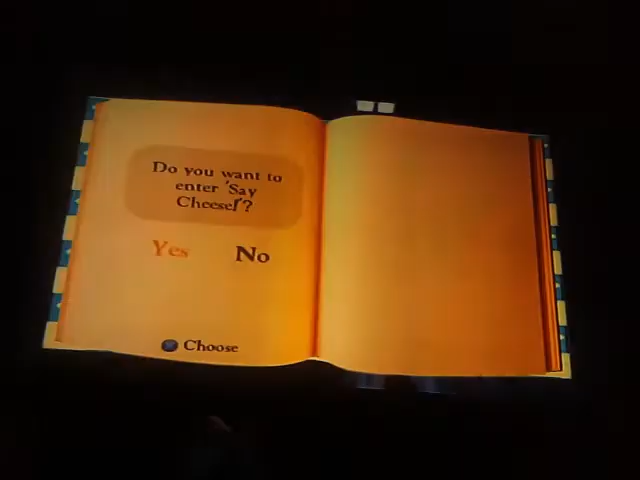 Do you want to
enter 'Say
Cheese!'?
Yes No
Choose